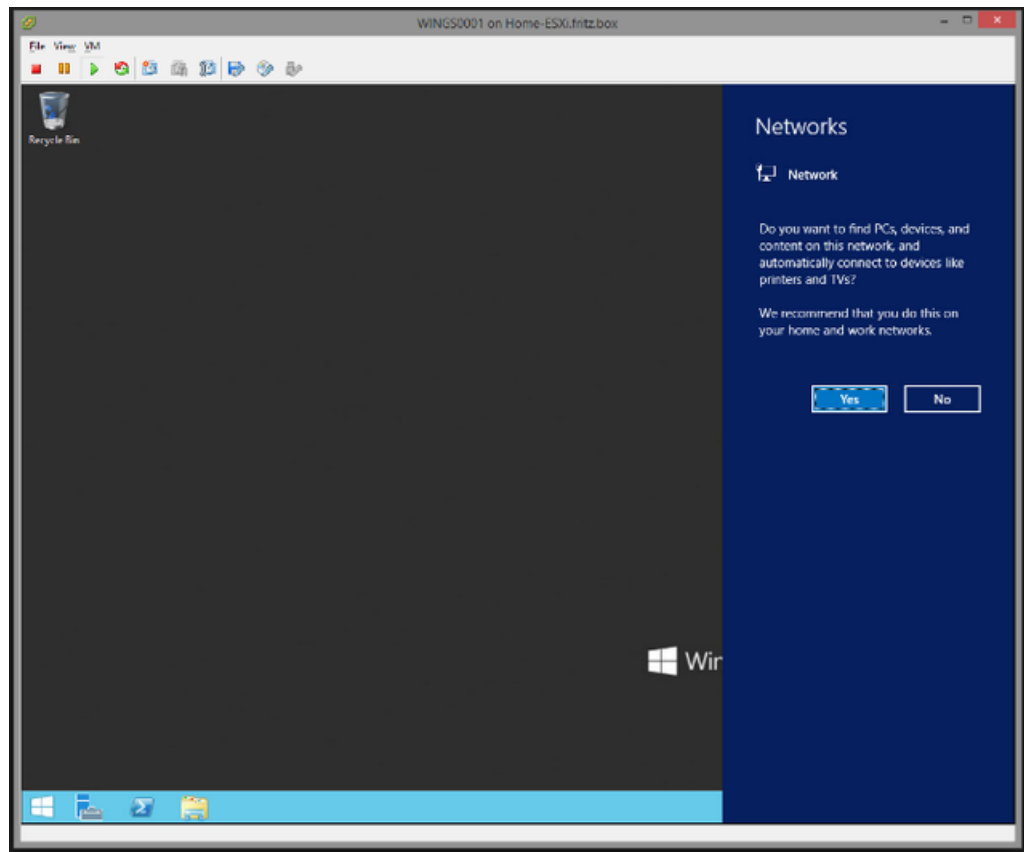 WINGS0001 on Home-ESXi.fritz.box
File View VM
Recycle Bin
Networks
Network
Do you want to find PCs, devices, and
content on this network, and
automatically connect to devices like
printers and TVs?
We recommend that you do this on
your home and work networks.
Yes No
Win